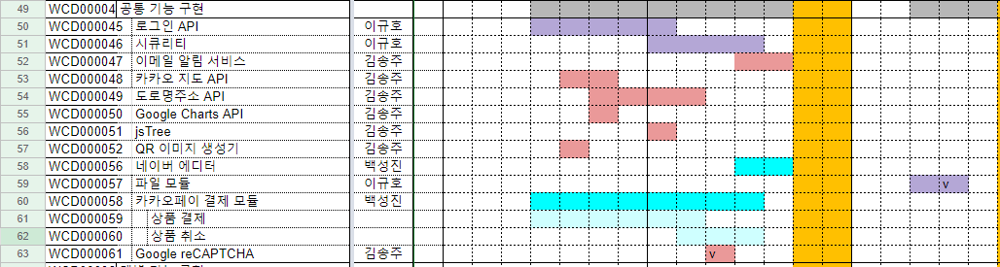 49 WCD00004 공통 기능 구현
50 WCD000045 로그인 API 이규호
51 WCD000046 시큐리티 이규호
52 WCD000047 이메일 알림 서비스 김송주
53 WCD000048 카카오 지도 API 김송주
54 WCD000049 도로명주소 API 김송주
55 WCD000050 Google Charts API 김송주
56 WCD000051 jsTree 김송주
57 WCD000052 QR 이미지 생성기 김송주
58 WCD000056 네이버 에디터 백성진
59 WCD000057 파일 모듈 이규호 v
60 WCD000058 카카오페이 결제 모듈 백성진
61 WCD000059 상품 결제
62 WCD000060 상품 취소
63 WCD000061 Google reCAPTCHA 김송주 v